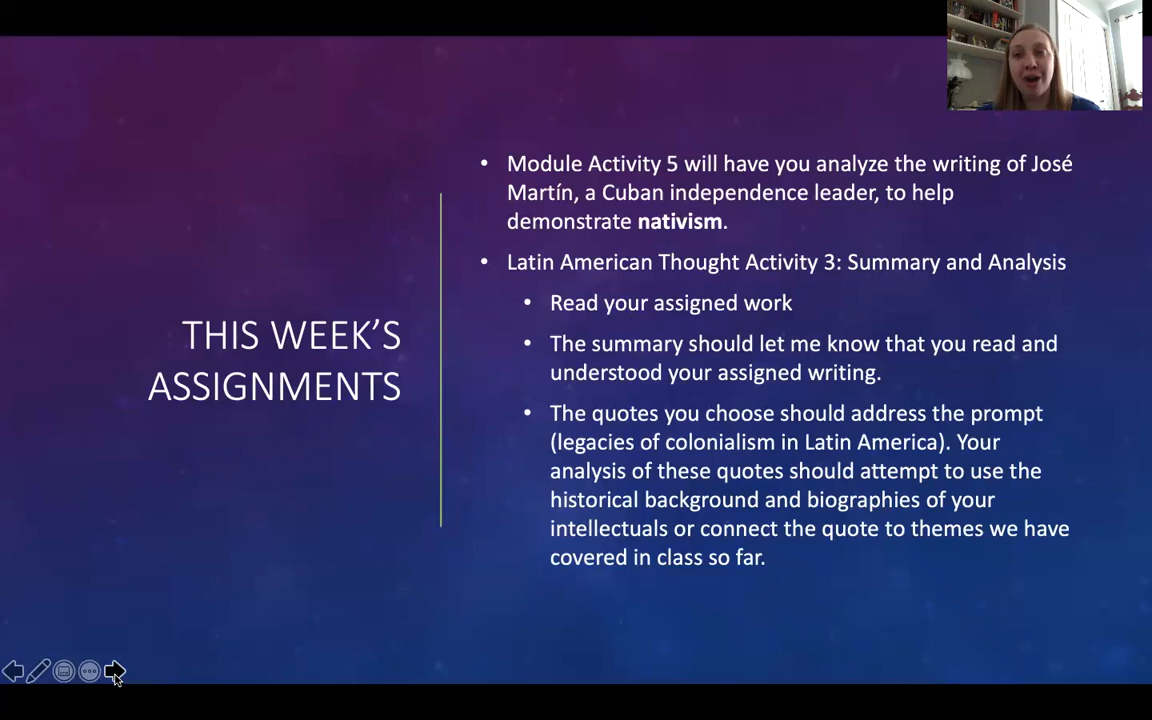 THIS WEEK'S
ASSIGNMENTS
• Module Activity 5 will have you analyze the writing of José
Martín, a Cuban independence leader, to help
demonstrate nativism.
• Latin American Thought Activity 3: Summary and Analysis
• Read your assigned work
• The summary should let me know that you read and
understood your assigned writing.
• The quotes you choose should address the prompt
(legacies of colonialism in Latin America). Your
analysis of these quotes should attempt to use the
historical background and biographies of your
intellectuals or connect the quote to themes we have
covered in class so far.